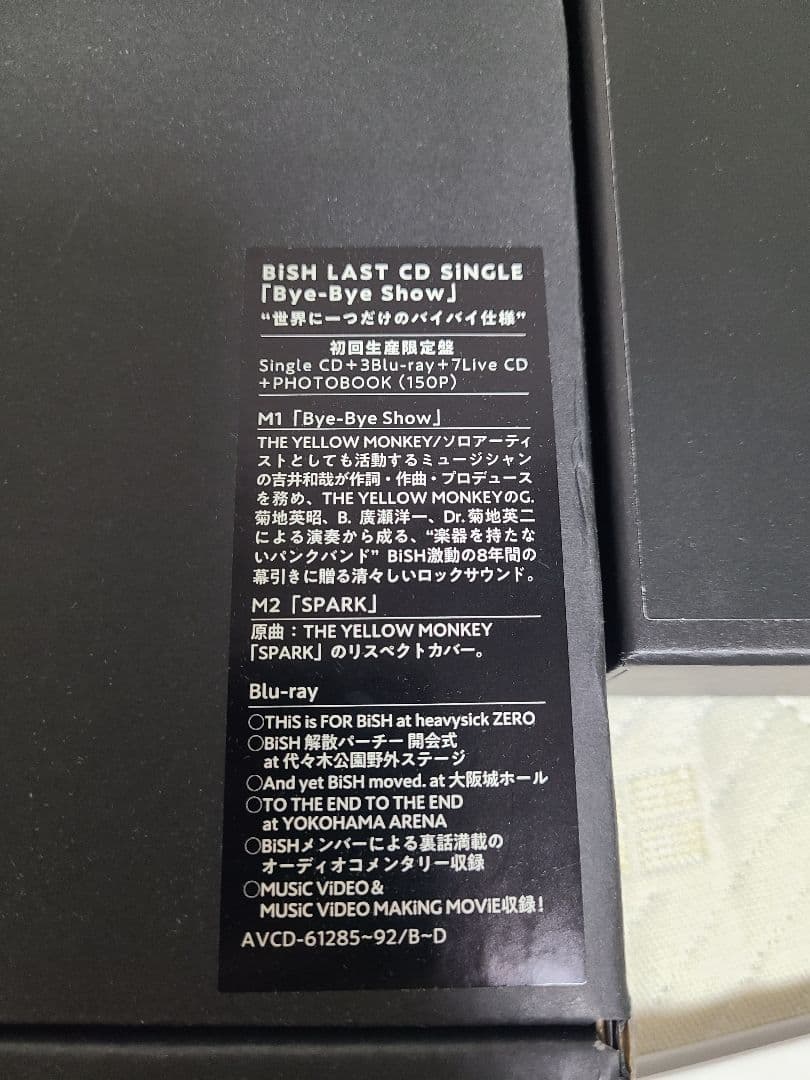 BiSH LAST CD SiNGLE
「Bye-Bye Show」
“世界に一つだけのバイバイ仕様”
初回生産限定盤
Single CD+3Blu-ray+7Live CD
+PHOTOBOOK (150P)
M1「Bye-Bye Show」
THE YELLOW MONKEY/ソロアーティ
ストとしても活動するミュージシャン
の吉井和哉が作詞・作曲・プロデュース
を務め、THE YELLOW MONKEYのG.
菊地英昭、B. 廣瀬洋一、Dr.菊地英二
による演奏から成る、“楽器を持たな
いパンクバンド” BiSH激動の8年間の
幕引きに贈る清々しいロックサウンド。
M2「SPARK」
原曲：THE YELLOW MONKEY
「SPARK」のリスペクトカバー。
Blu-ray
○THiS is FOR BiSH at heavysick ZERO
○BiSH 解散パーチー 開会式
at 代々木公園野外ステージ
○And yet BiSH moved. at 大阪城ホール
○TO THE END TO THE END
at YOKOHAMA ARENA
○BiSHメンバーによる裏話満載の
オーディオコメンタリー収録
○MUSiC ViDEO &
MUSiC ViDEO MAKiNG MOViE収録！
AVCD-61285~92/B~D